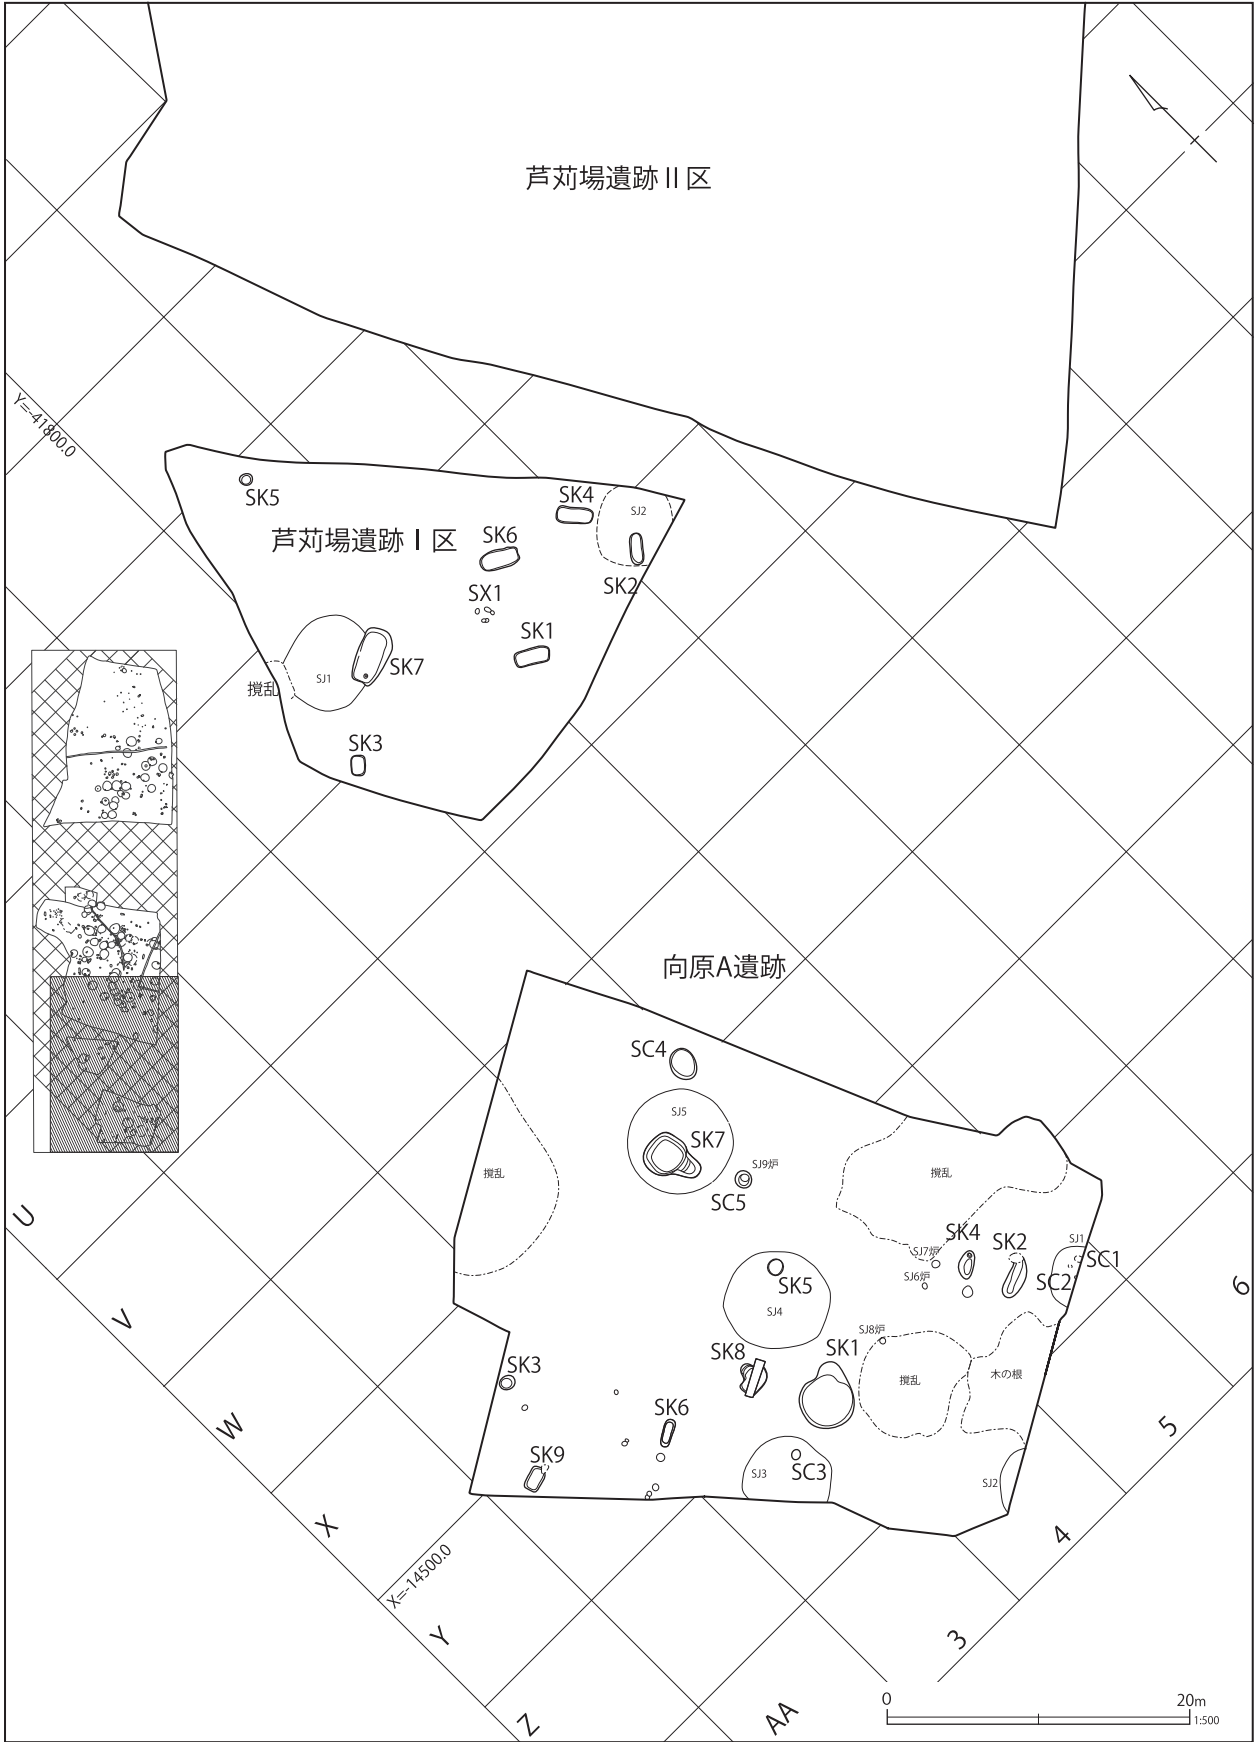 芦苅場遺跡Ⅱ区
Y=-41800.0
SK5
SK4
SJ2
芦苅場遺跡Ⅰ区
SK6
SK2
SX1
SK1
SK7
SJ1
撹乱
SK3
向原A遺跡
SC4
SJ5
SK7
SJ9炉
SC5
撹乱
撹乱
SK4
SK2
SJ1
SC1
SC2
SJ7炉
SJ6炉
SK5
SJ4
SJ8炉
SK8
SK1
撹乱
木の根
SK3
SK6
SK9
SJ3
SC3
SJ2
U
V
W
X
Y
Z
AA
X=-14500.0
6
5
4
3
0
20m
1:500